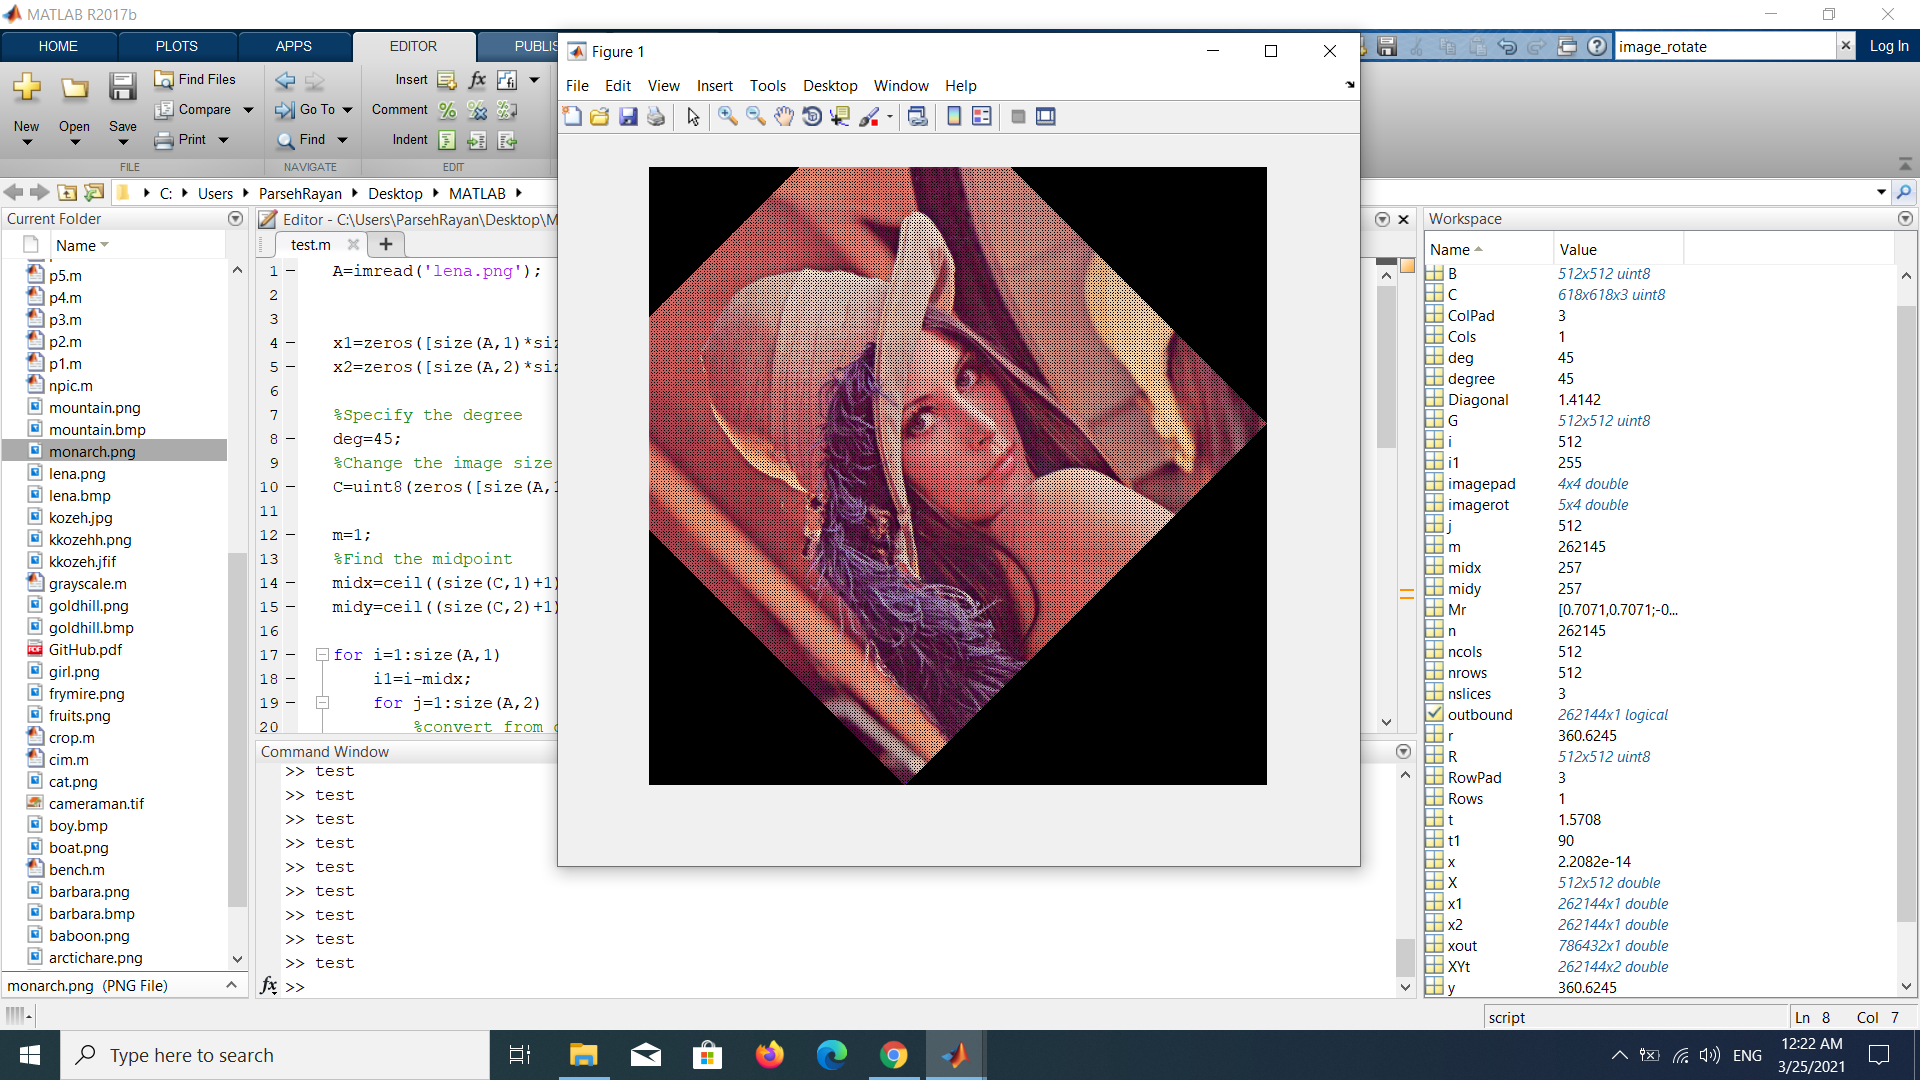 MATLAB R2017b
HOME PLOTS APPS EDITOR PUBLIS
image_rotate
Log In
New Open Save
Find Files
Compare
Print
FILE
Go To
Find
NAVIGATE
Insert
Comment
Indent
EDIT
C: Users ParsehRayan Desktop MATLAB
Current Folder
Name
p5.m
p4.m
p3.m
p2.m
p1.m
npic.m
mountain.png
mountain.bmp
monarch.png
lena.png
lena.bmp
kozeh.jpg
kkozehh.png
kkozeh.jfif
grayscale.m
goldhill.png
goldhill.bmp
GitHub.pdf
girl.png
frymire.png
fruits.png
crop.m
cim.m
cat.png
cameraman.tif
boy.bmp
boat.png
bench.m
barbara.png
barbara.bmp
baboon.png
arctichare.png
monarch.png (PNG File)
Editor - C:\Users\ParsehRayan\Desktop\M
test.m
1 A=imread('lena.png');
2
3
4 x1=zeros([size(A,1)*siz
5 x2=zeros([size(A,2)*siz
6
7 %Specify the degree
8 deg=45;
9 %Change the image size
10 C=uint8(zeros([size(A,1
11
12 m=1;
13 %Find the midpoint
14 midx=ceil((size(C,1)+1)
15 midy=ceil((size(C,2)+1)
16
17 for i=1:size(A,1)
18 i1=i-midx;
19 for j=1:size(A,2)
20 %convert from c
Command Window
>> test
>> test
>> test
>> test
>> test
>> test
>> test
>> test
>> test
fx >>
Figure 1
File Edit View Insert Tools Desktop Window Help
Workspace
Name Value
B 512x512 uint8
C 618x618x3 uint8
ColPad 3
Cols 1
deg 45
degree 45
Diagonal 1.4142
G 512x512 uint8
i 512
i1 255
imagepad 4x4 double
imagerot 5x4 double
j 512
m 262145
midx 257
midy 257
Mr [0.7071,0.7071;-0...
n 262145
ncols 512
nrows 512
nslices 3
outbound 262144x1 logical
r 360.6245
R 512x512 uint8
RowPad 3
Rows 1
t 1.5708
t1 90
x 2.2082e-14
X 512x512 double
x1 262144x1 double
x2 262144x1 double
xout 786432x1 double
XYt 262144x2 double
y 360.6245
script
Ln 8 Col 7
Type here to search
ENG
12:22 AM
3/25/2021